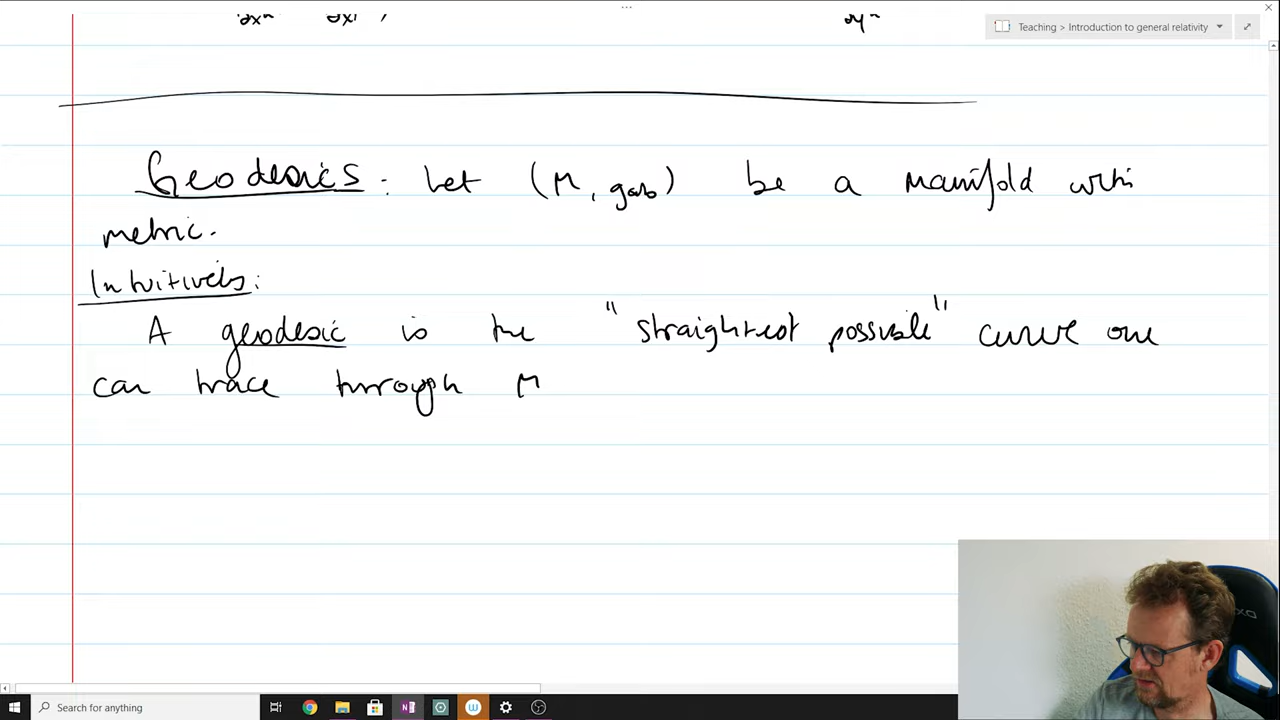 Teaching > Introduction to general relativity
Geodesics: Let (M, gab) be a manifold with
metric.
Intuitively:
A geodesic is the "straightest possible" curve one
can trace through M
Search for anything